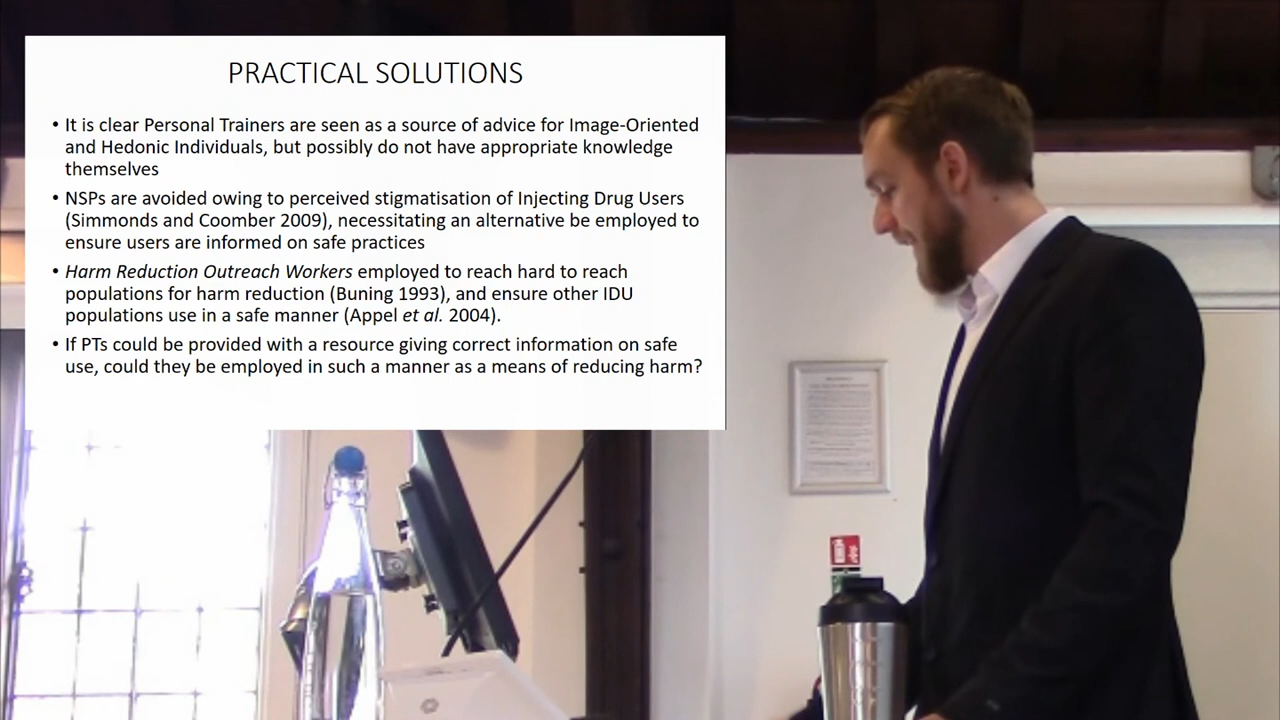 PRACTICAL SOLUTIONS
• It is clear Personal Trainers are seen as a source of advice for Image-Oriented
and Hedonic Individuals, but possibly do not have appropriate knowledge
themselves
• NSPs are avoided owing to perceived stigmatisation of Injecting Drug Users
(Simmonds and Coomber 2009), necessitating an alternative be employed to
ensure users are informed on safe practices
• Harm Reduction Outreach Workers employed to reach hard to reach
populations for harm reduction (Buning 1993), and ensure other IDU
populations use in a safe manner (Appel et al. 2004).
• If PTs could be provided with a resource giving correct information on safe
use, could they be employed in such a manner as a means of reducing harm?